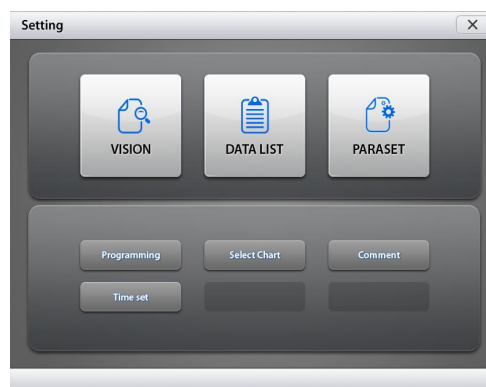 Setting
VISION
DATA LIST
PARASET
Programming
Select Chart
Comment
Time set